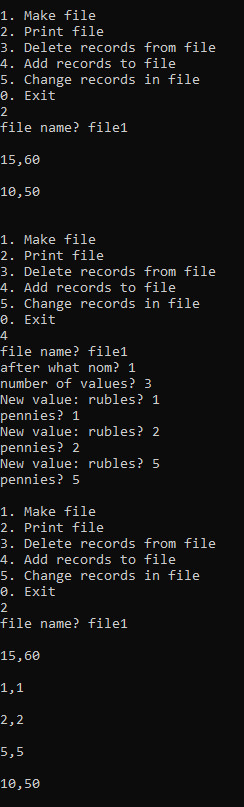 1. Make file
2. Print file
3. Delete records from file
4. Add records to file
5. Change records in file
0. Exit
2
file name? file1
15,60
10,50
1. Make file
2. Print file
3. Delete records from file
4. Add records to file
5. Change records in file
0. Exit
4
file name? file1
after what nom? 1
number of values? 3
New value: rubles? 1
pennies? 1
New value: rubles? 2
pennies? 2
New value: rubles? 5
pennies? 5
1. Make file
2. Print file
3. Delete records from file
4. Add records to file
5. Change records in file
0. Exit
2
file name? file1
15,60
1,1
2,2
5,5
10,50